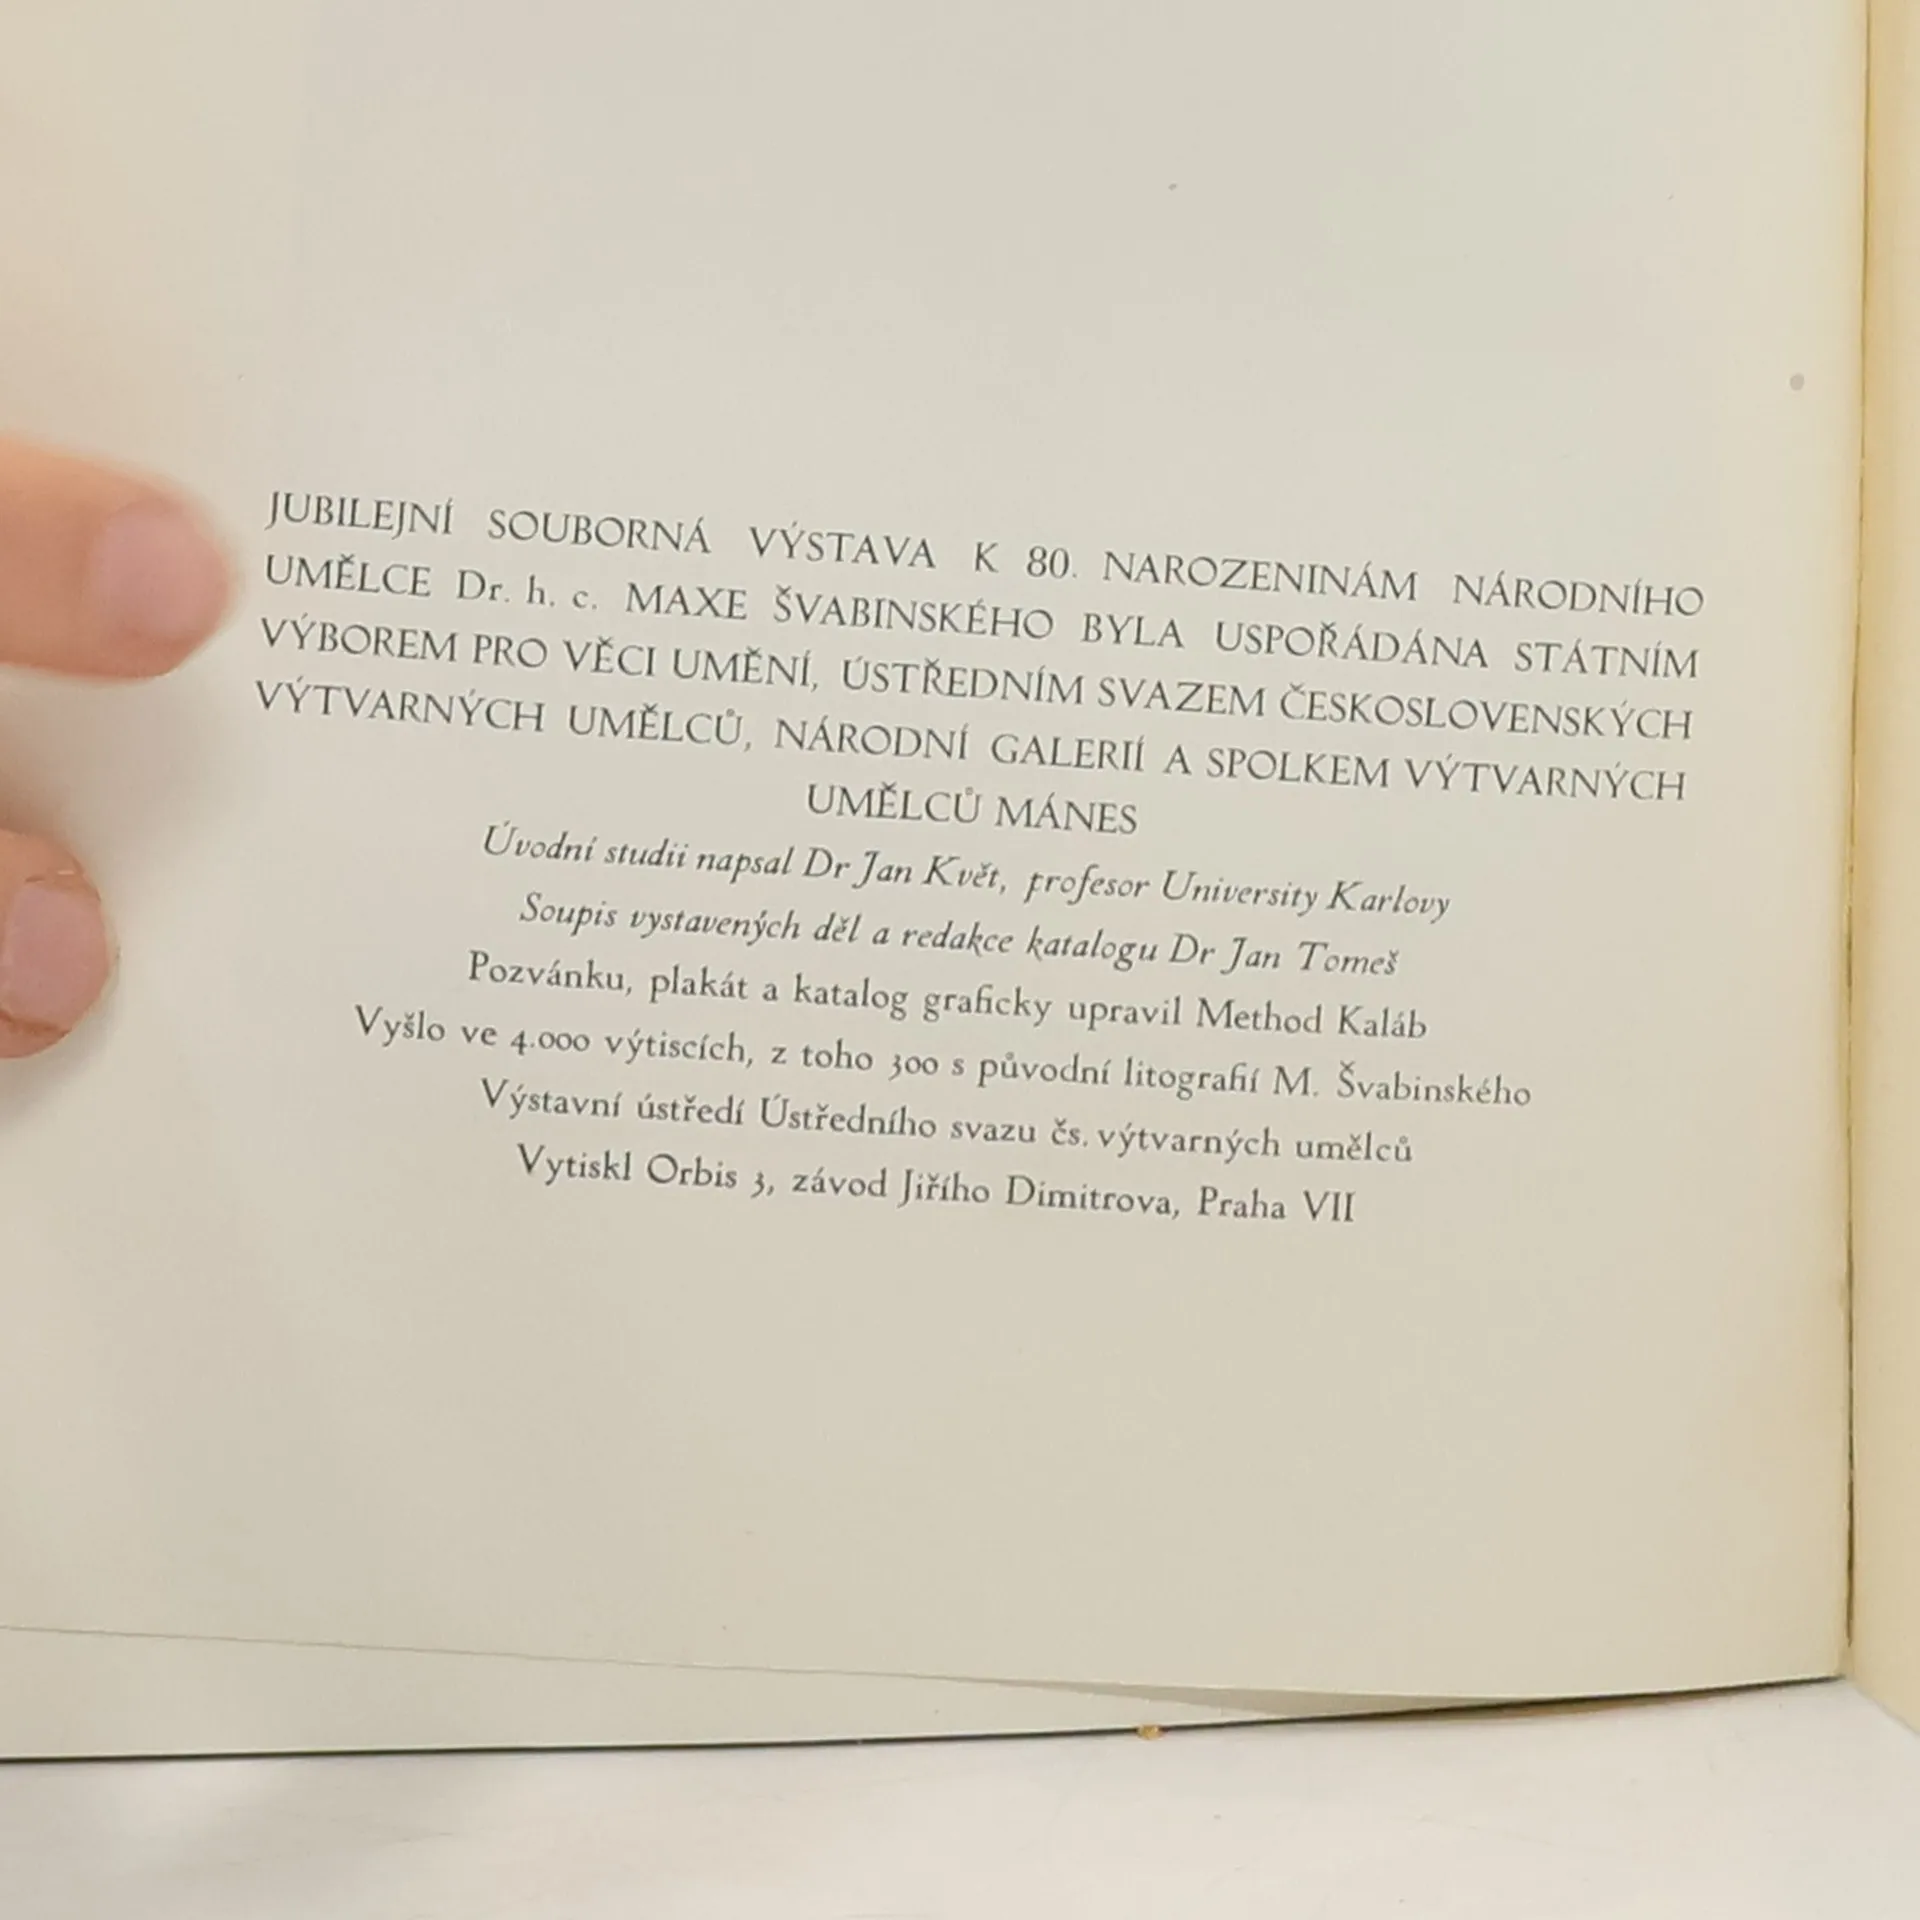 JUBILEJNÍ SOUBORNÁ VÝSTAVA K 80. NAROZENINÁM NÁRODNÍHO
UMĚLCE Dr. h. c. MAXE ŠVABINSKÉHO BYLA USPOŘÁDÁNA STÁTNÍM
VÝBOREM PRO VĚCI UMĚNÍ, ÚSTŘEDNÍM SVAZEM ČESKOSLOVENSKÝCH
VÝTVARNÝCH UMĚLCŮ, NÁRODNÍ GALERIÍ A SPOLKEM VÝTVARNÝCH
UMĚLCŮ MÁNES
Úvodní studii napsal Dr Jan Květ, profesor University Karlovy
Soupis vystavených děl a redakce katalogu Dr Jan Tomeš
Pozvánku, plakát a katalog graficky upravil Method Kaláb
Vyšlo ve 4.000 výtiscích, z toho 300 s původní litografií M. Švabinského
Výstavní ústředí Ústředního svazu čs. výtvarných umělců
Vytiskl Orbis 3, závod Jiřího Dimitrova, Praha VII